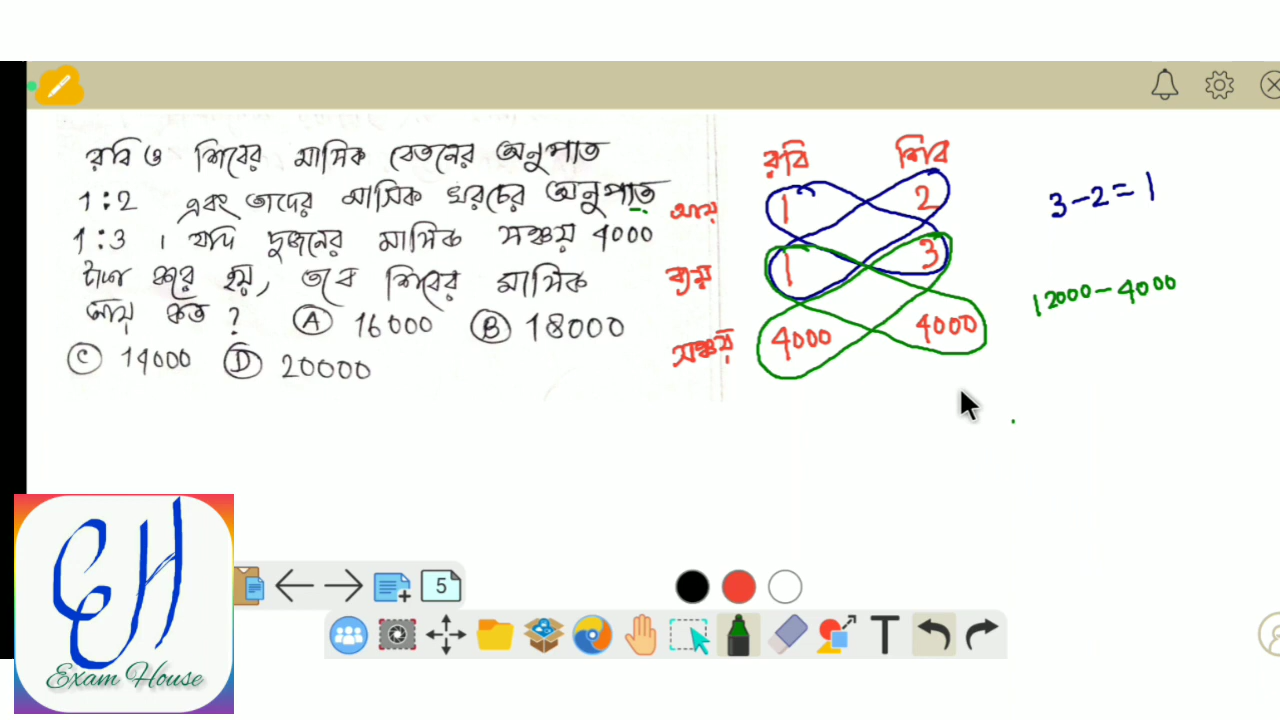 রবি ও শিবের মাসিক বেতনের অনুপাত
1:2 এবং তাদের মাসিক খরচের অনুপাত
1:3 । যদি দুজনের মাসিক সঞ্চয় 4000
টাকা করে হয়, তবে শিবের মাসিক
আয় কত ? (A) 16000 (B) 18000
(C) 14000 (D) 20000
রবি শিব
আয় 1 2
ব্যয় 1 3
সঞ্চয় 4000 4000
3-2=1
12000-4000
5
T
EH
Exam House